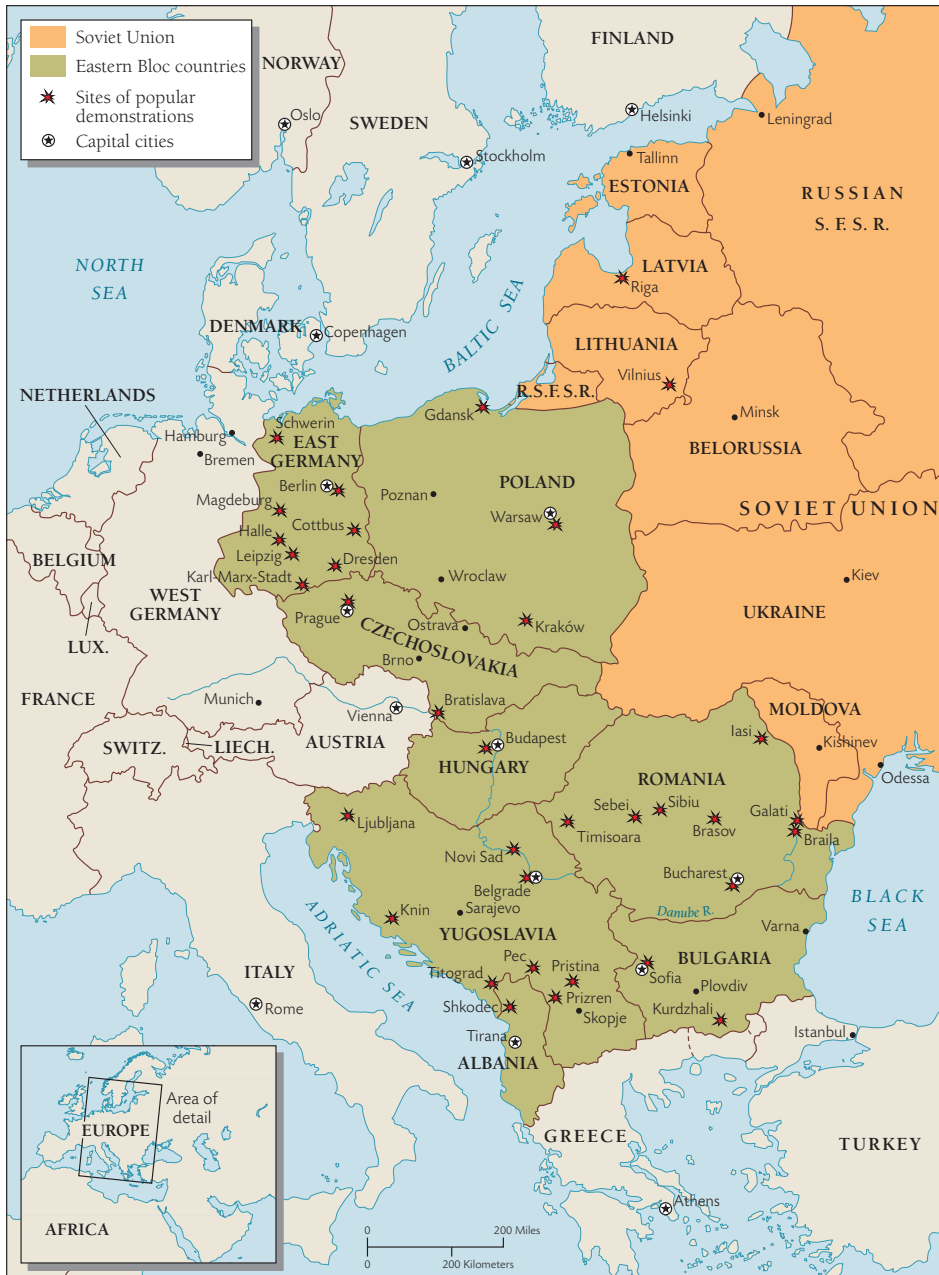 Soviet Union
Eastern Bloc countries
Sites of popular
demonstrations
Capital cities
FINLAND
NORWAY
Oslo
SWEDEN
Helsinki
Leningrad
Stockholm
Tallinn
ESTONIA
RUSSIAN
S. F. S. R.
NORTH
SEA
LATVIA
Riga
BALTIC SEA
DENMARK
Copenhagen
LITHUANIA
Vilnius
R.S.F.S.R.
NETHERLANDS
Gdansk
Minsk
Schwerin
Hamburg
EAST
GERMANY
Bremen
BELORUSSIA
Berlin
Poznan
POLAND
Magdeburg
Warsaw
SOVIET UNION
Halle
Cottbus
Leipzig
Dresden
BELGIUM
Karl-Marx-Stadt
Wroclaw
Kiev
WEST
GERMANY
UKRAINE
Prague
Ostrava
Kraków
CZECHOSLOVAKIA
LUX.
Brno
FRANCE
Munich
Vienna
Bratislava
MOLDOVA
SWITZ.
LIECH.
AUSTRIA
Budapest
Iasi
Kishinev
HUNGARY
ROMANIA
Odessa
Ljubljana
Sebei
Sibiu
Galati
Timisoara
Brasov
Braila
Novi Sad
Belgrade
Bucharest
Knin
Sarajevo
Danube R.
BLACK
SEA
ADRIATIC SEA
YUGOSLAVIA
Varna
Pec
BULGARIA
ITALY
Titograd
Pristina
Sofia
Plovdiv
Shkodec
Prizren
Rome
Skopje
Kurdzhali
Tirana
Istanbul
ALBANIA
Area of
detail
EUROPE
GREECE
TURKEY
Athens
AFRICA
0
200 Miles
0
200 Kilometers